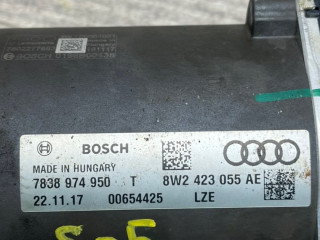 BOSCH
MADE IN HUNGARY
7838 974 950 T 8W2 423 055 AE
22.11.17 00654425 LZE